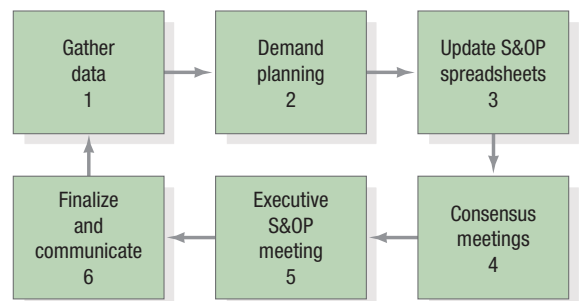 Gather
data
1
Demand
planning
2
Update S&OP
spreadsheets
3
Consensus
meetings
4
Executive
S&OP
meeting
5
Finalize
and
communicate
6